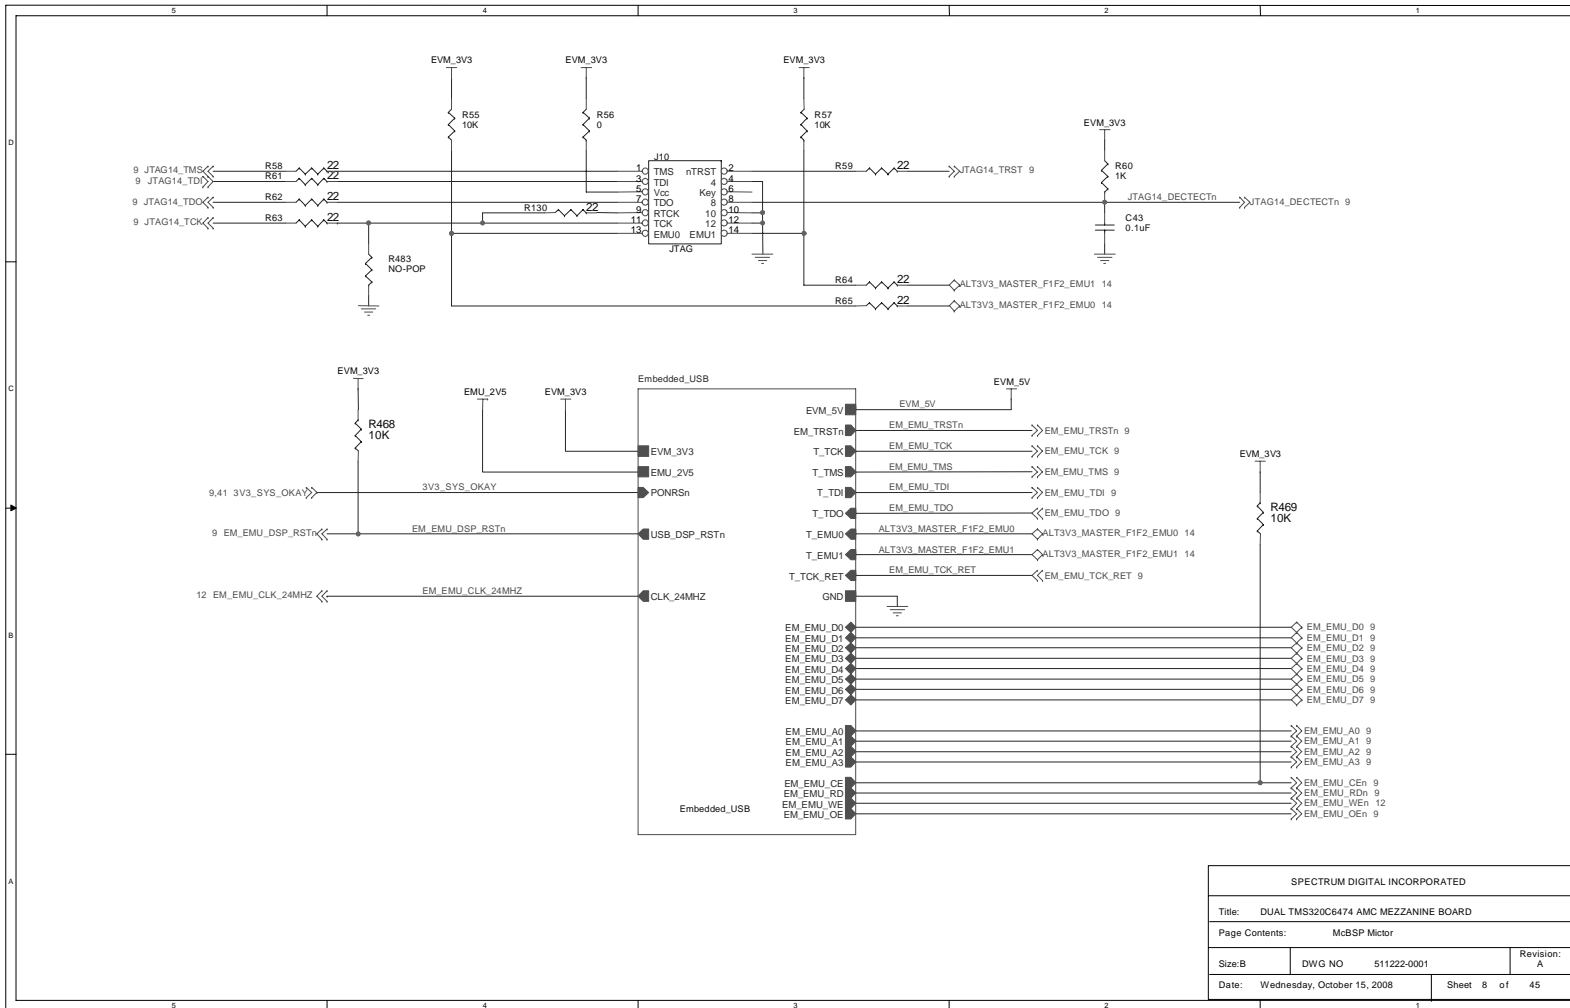 5 4 3 2 1
D
C
B
A
EVM_3V3
EVM_3V3
EVM_3V3
EVM_3V3
R55
10K
R56
0
R57
10K
R60
1K
J10
9 JTAG14_TMS R58 22 1 TMS nTRST 2 R59 22 JTAG14_TRST 9
9 JTAG14_TDI R61 22 3 TDI 4 4
5 Vcc Key 6
9 JTAG14_TDO R62 22 7 TDO 8 8 JTAG14_DECTECTn JTAG14_DECTECTn 9
R130 22 9 RTCK 10 10
9 JTAG14_TCK R63 22 11 TCK 12 12
13 EMU0 EMU1 14
JTAG
C43
0.1uF
R483
NO-POP
R64 22 ALT3V3_MASTER_F1F2_EMU1 14
R65 22 ALT3V3_MASTER_F1F2_EMU0 14
EVM_3V3
R468
10K
EMU_2V5
EVM_3V3
Embedded_USB
EVM_5V
EVM_5V EVM_5V
EM_TRSTn EM_EMU_TRSTn EM_EMU_TRSTn 9
EVM_3V3
T_TCK EM_EMU_TCK EM_EMU_TCK 9
EMU_2V5
T_TMS EM_EMU_TMS EM_EMU_TMS 9
9,41 3V3_SYS_OKAY 3V3_SYS_OKAY PONRSn
T_TDI EM_EMU_TDI EM_EMU_TDI 9
T_TDO EM_EMU_TDO EM_EMU_TDO 9
9 EM_EMU_DSP_RSTn EM_EMU_DSP_RSTn USB_DSP_RSTn
T_EMU0 ALT3V3_MASTER_F1F2_EMU0 ALT3V3_MASTER_F1F2_EMU0 14
T_EMU1 ALT3V3_MASTER_F1F2_EMU1 ALT3V3_MASTER_F1F2_EMU1 14
T_TCK_RET EM_EMU_TCK_RET EM_EMU_TCK_RET 9
12 EM_EMU_CLK_24MHZ EM_EMU_CLK_24MHZ CLK_24MHZ
GND
EVM_3V3
R469
10K
EM_EMU_D0 EM_EMU_D0 9
EM_EMU_D1 EM_EMU_D1 9
EM_EMU_D2 EM_EMU_D2 9
EM_EMU_D3 EM_EMU_D3 9
EM_EMU_D4 EM_EMU_D4 9
EM_EMU_D5 EM_EMU_D5 9
EM_EMU_D6 EM_EMU_D6 9
EM_EMU_D7 EM_EMU_D7 9
EM_EMU_A0 EM_EMU_A0 9
EM_EMU_A1 EM_EMU_A1 9
EM_EMU_A2 EM_EMU_A2 9
EM_EMU_A3 EM_EMU_A3 9
EM_EMU_CE EM_EMU_CEn 9
EM_EMU_RD EM_EMU_RDn 9
EM_EMU_WE EM_EMU_WEn 12
EM_EMU_OE EM_EMU_OEn 9
Embedded_USB
SPECTRUM DIGITAL INCORPORATED
Title: DUAL TMS320C6474 AMC MEZZANINE BOARD
Page Contents: McBSP Mictor
Size:B DWG NO 511222-0001 Revision: A
Date: Wednesday, October 15, 2008 Sheet 8 of 45
5 4 3 2 1